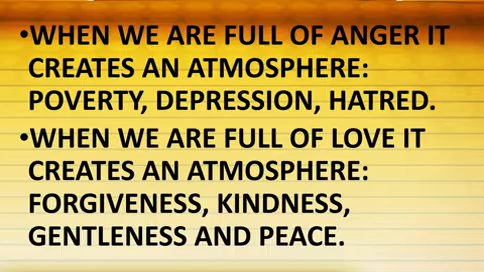 •WHEN WE ARE FULL OF ANGER IT
CREATES AN ATMOSPHERE:
POVERTY, DEPRESSION, HATRED.
•WHEN WE ARE FULL OF LOVE IT
CREATES AN ATMOSPHERE:
FORGIVENESS, KINDNESS,
GENTLENESS AND PEACE.